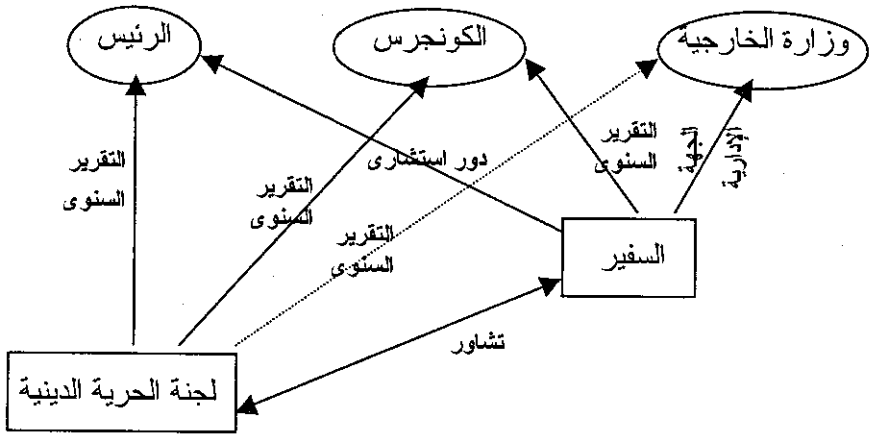 وزارة الخارجية
الكونجرس
الرئيس
الجهة
الإدارية
التقرير
السنوى
دور استشارى
التقرير
السنوى
التقرير
السنوى
التقرير
السنوى
السفير
تشاور
لجنة الحرية الدينية